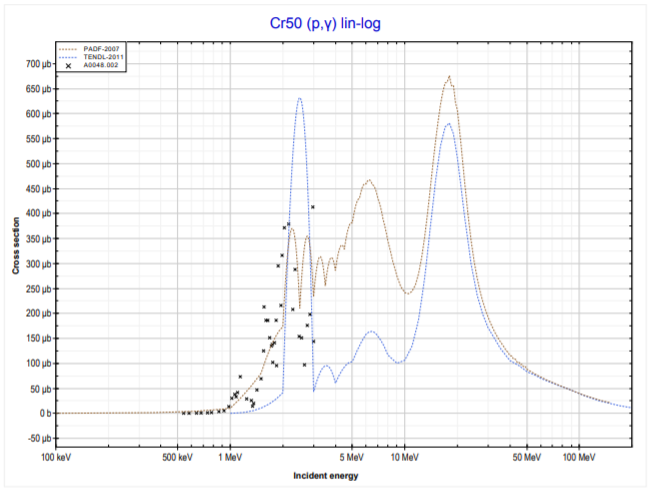 Cr50 (p,γ) lin-log
PADF-2007
TENDL-2011
A0048.002
700 µb
650 µb
600 µb
550 µb
500 µb
450 µb
400 µb
350 µb
300 µb
250 µb
200 µb
150 µb
100 µb
50 µb
0 b
-50 µb
Cross section
100 keV 500 keV 1 MeV 5 MeV 10 MeV 50 MeV 100 MeV
Incident energy